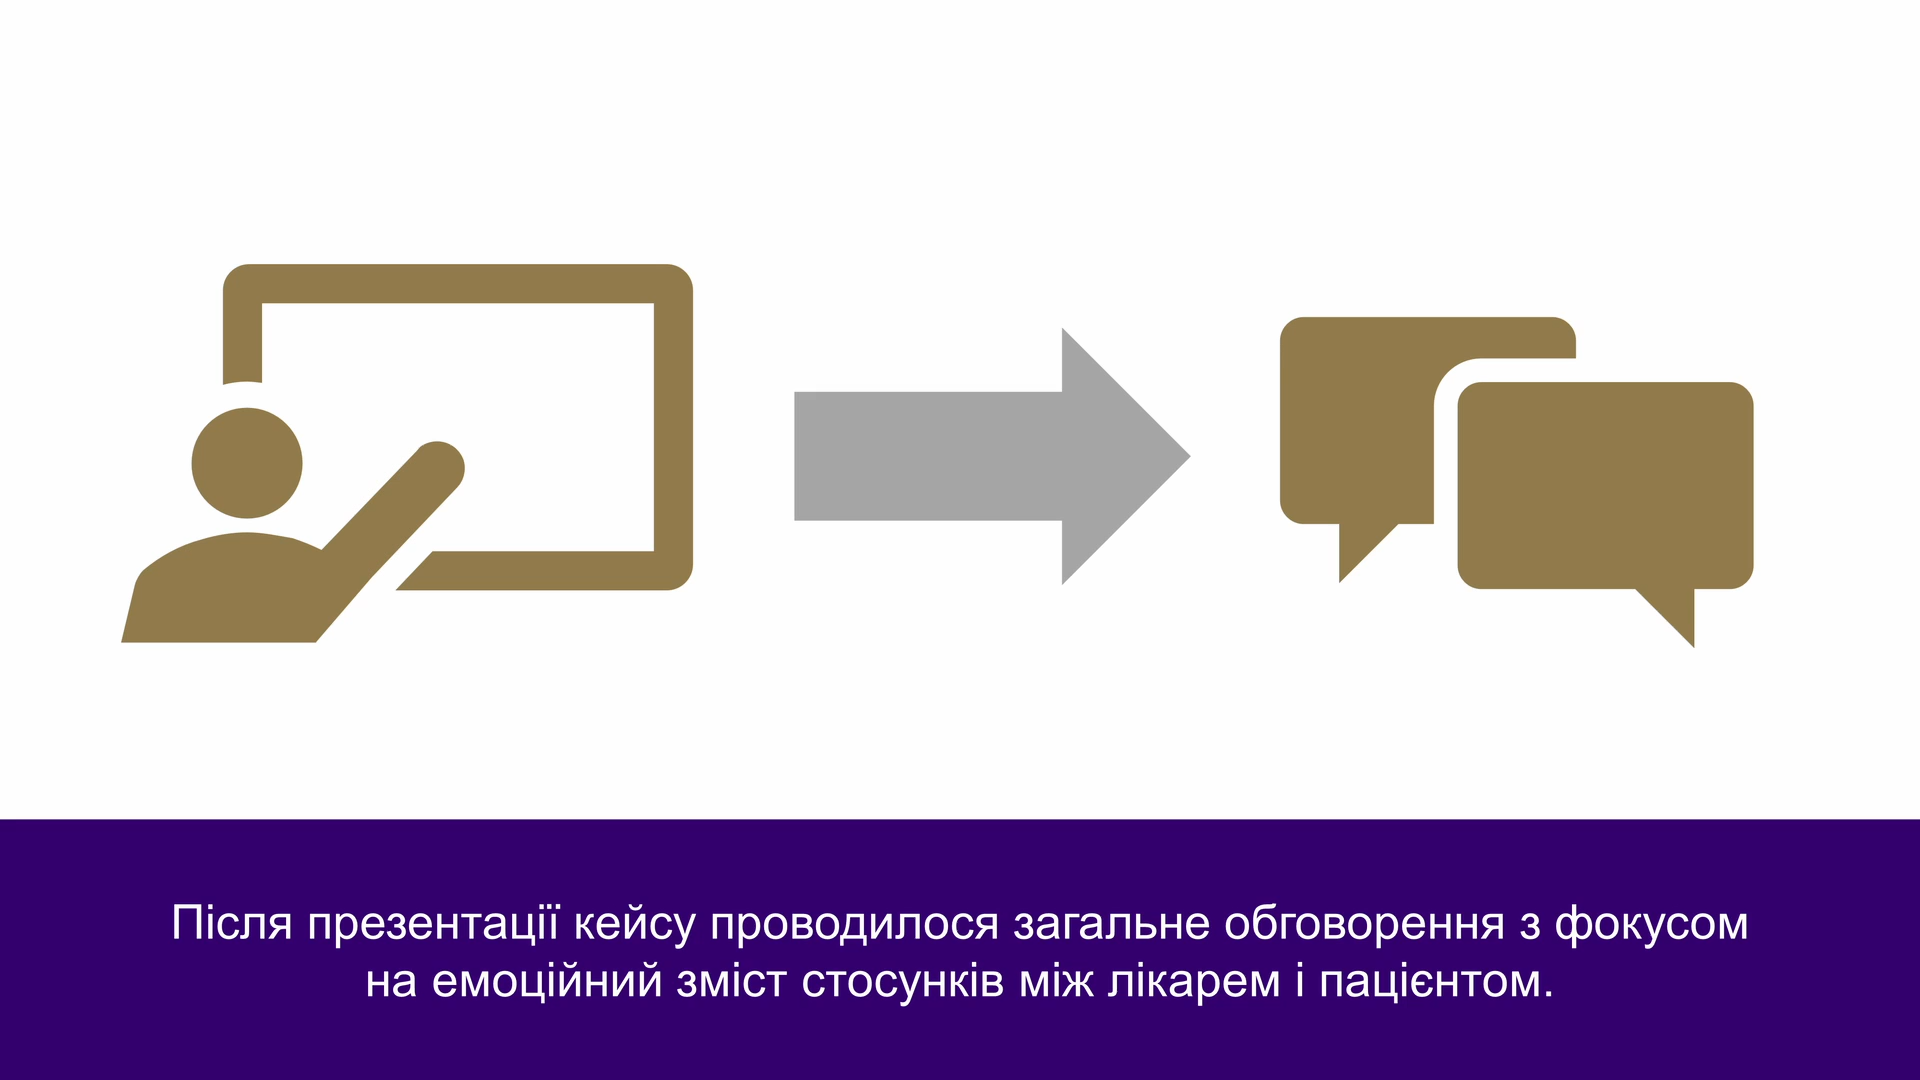 Після презентації кейсу проводилося загальне обговорення з фокусом
на емоційний зміст стосунків між лікарем і пацієнтом.